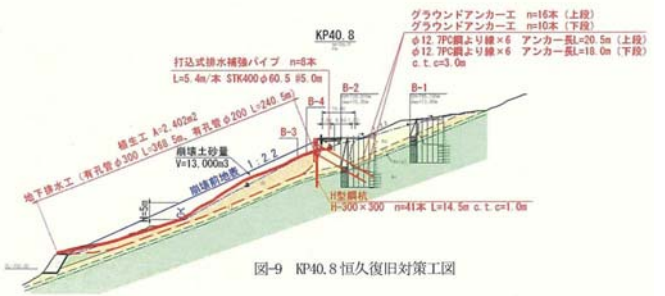 グラウンドアンカー工 n=16本（上段）
グラウンドアンカー工 n=10本（下段）
φ12.7PC鋼より線×6 アンカー長L=20.5m（上段）
φ12.7PC鋼より線×6 アンカー長L=18.0m（下段）
c.t.c=3.0m
KP40.8
打込式排水補強パイプ n=8本
L=5.4m/本 STK400φ60.5 @5.0m
B-2
B-1
B-4
B-3
植生工 A=2,402m2
地下排水工（有孔管φ300 L=368.5m、有孔管φ200 L=240.5m）
崩壊土砂量
V=13,000m3
崩壊前地表
1:2.2
H=5m
H型鋼杭
H-300×300 n=41本 L=14.5m c.t.c=1.0m
図-9 KP40.8恒久復旧対策工図